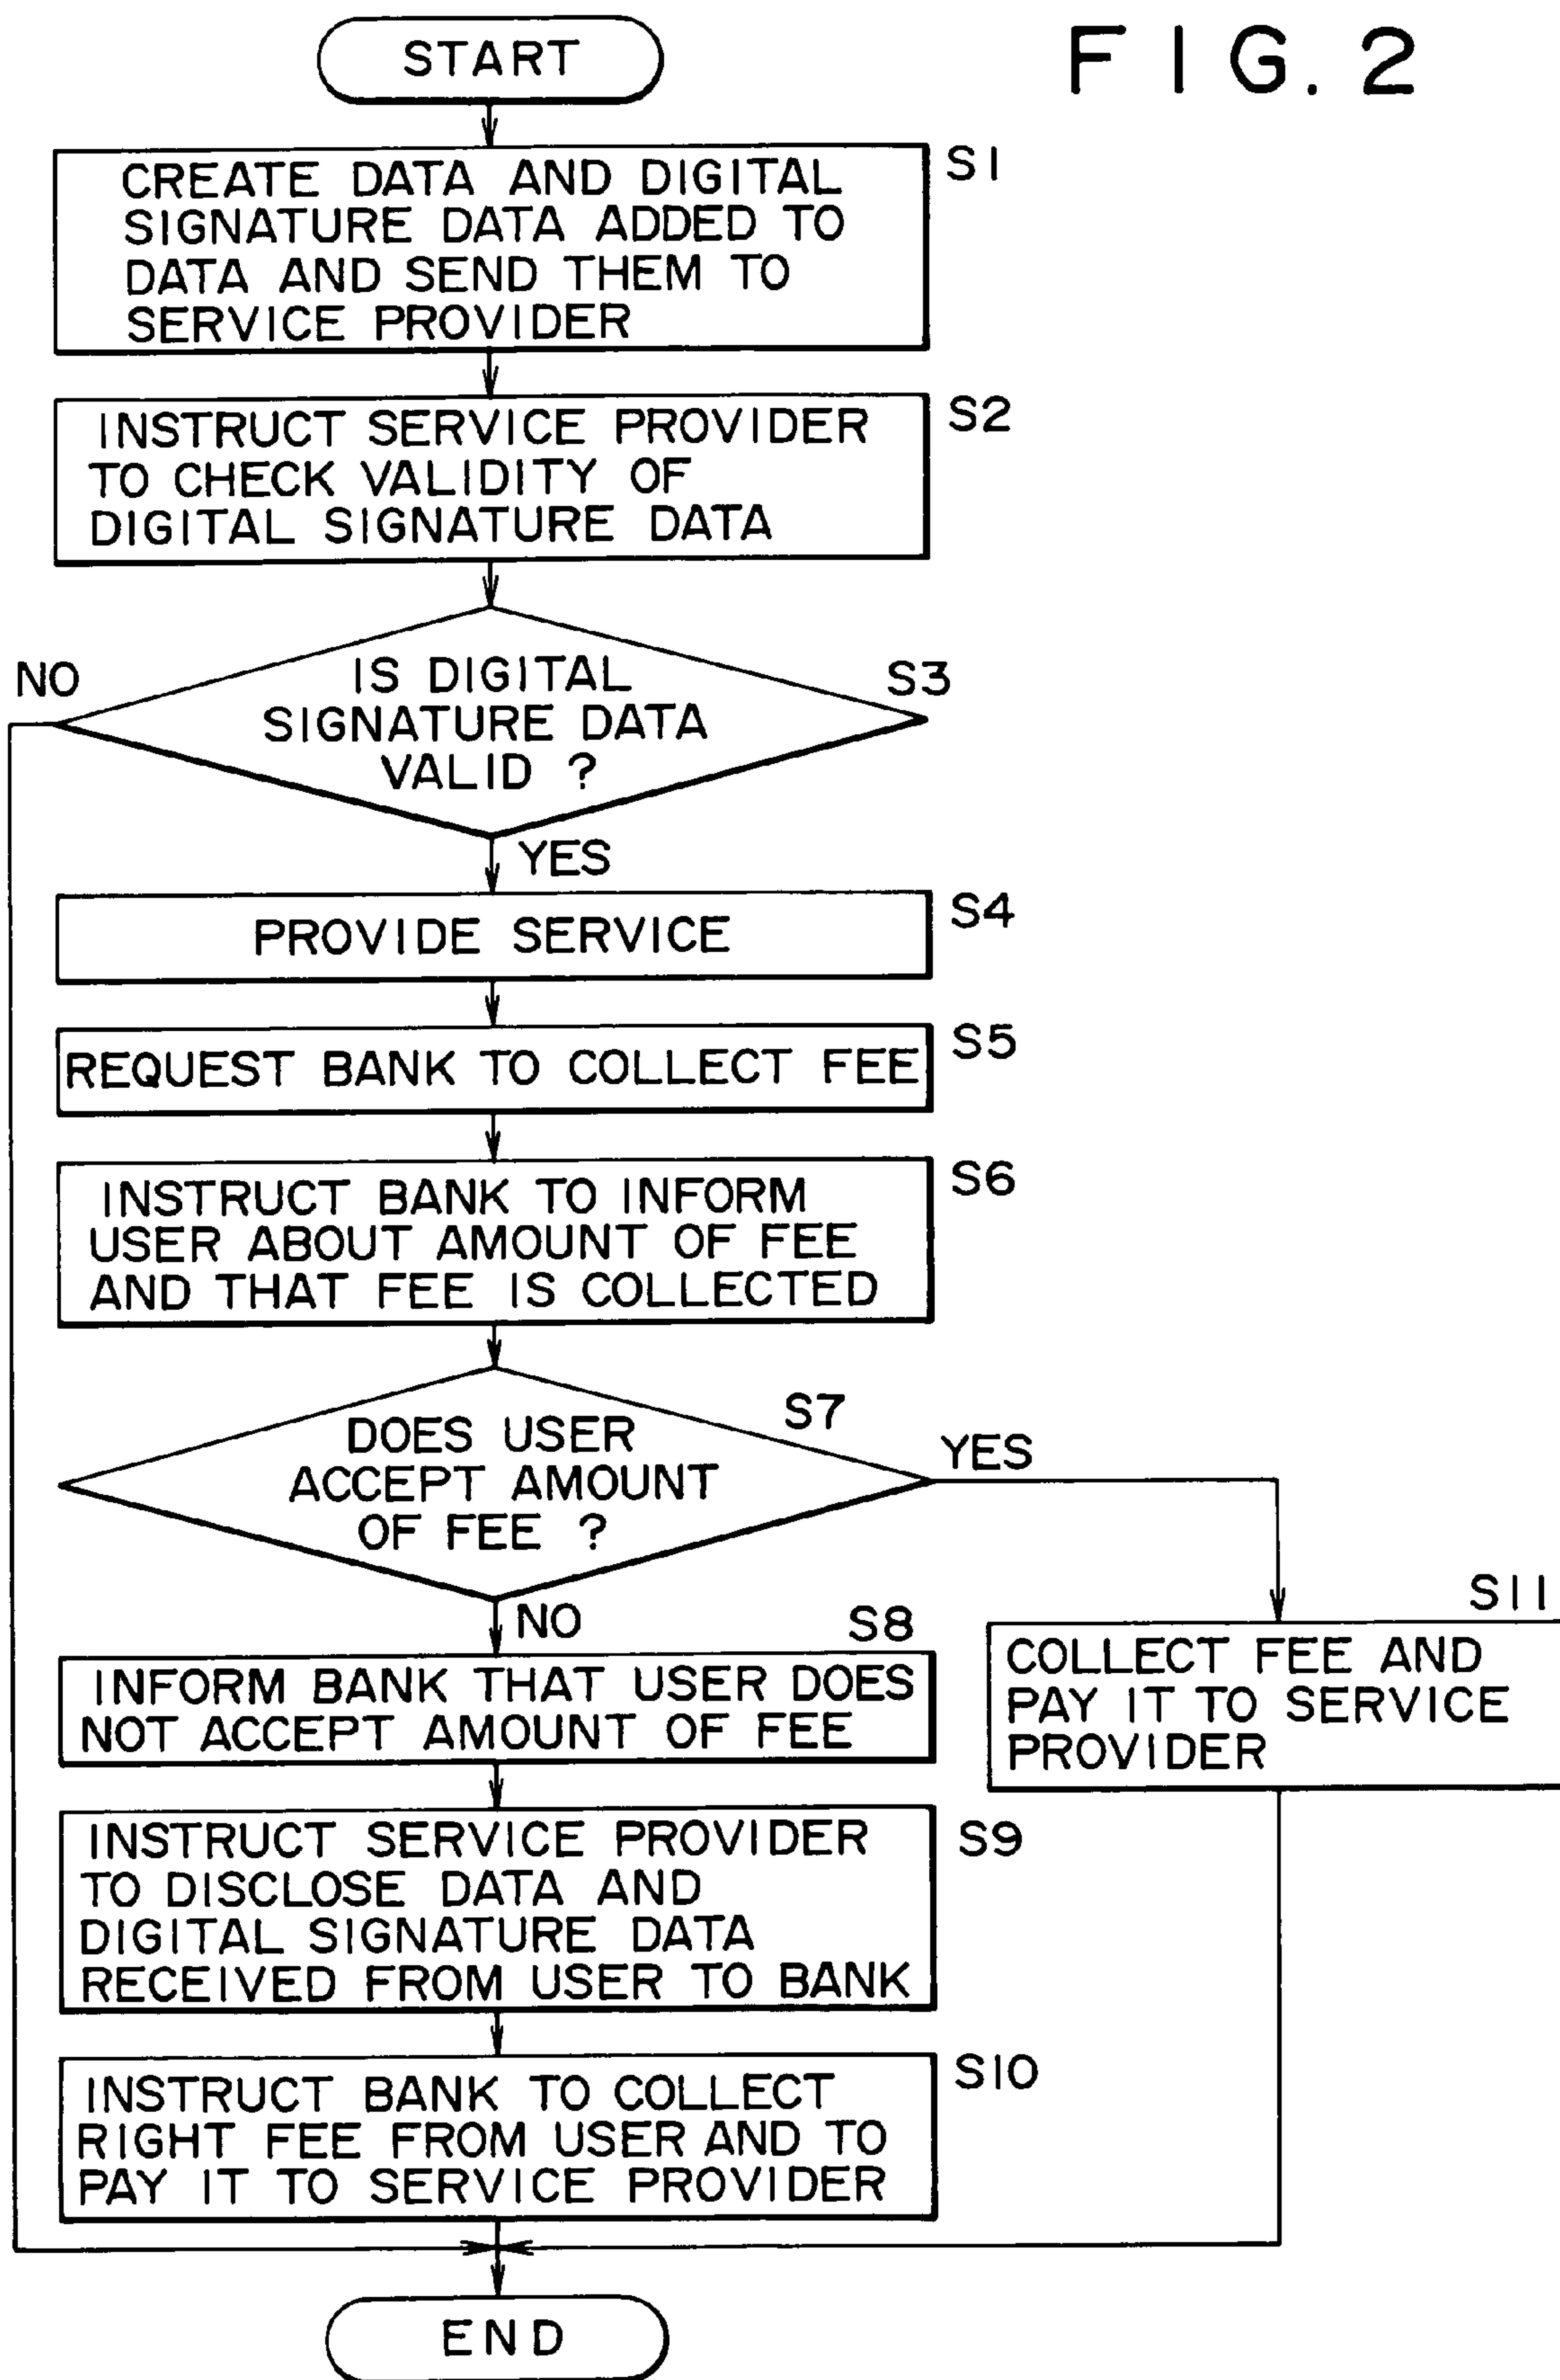 START
FIG. 2
CREATE DATA AND DIGITAL
SIGNATURE DATA ADDED TO
DATA AND SEND THEM TO
SERVICE PROVIDER
S1
INSTRUCT SERVICE PROVIDER
TO CHECK VALIDITY OF
DIGITAL SIGNATURE DATA
S2
NO
IS DIGITAL
SIGNATURE DATA
VALID ?
S3
YES
PROVIDE SERVICE
S4
REQUEST BANK TO COLLECT FEE
S5
INSTRUCT BANK TO INFORM
USER ABOUT AMOUNT OF FEE
AND THAT FEE IS COLLECTED
S6
DOES USER
ACCEPT AMOUNT
OF FEE ?
S7
YES
NO
S8
INFORM BANK THAT USER DOES
NOT ACCEPT AMOUNT OF FEE
S11
COLLECT FEE AND
PAY IT TO SERVICE
PROVIDER
INSTRUCT SERVICE PROVIDER
TO DISCLOSE DATA AND
DIGITAL SIGNATURE DATA
RECEIVED FROM USER TO BANK
S9
INSTRUCT BANK TO COLLECT
RIGHT FEE FROM USER AND TO
PAY IT TO SERVICE PROVIDER
S10
END